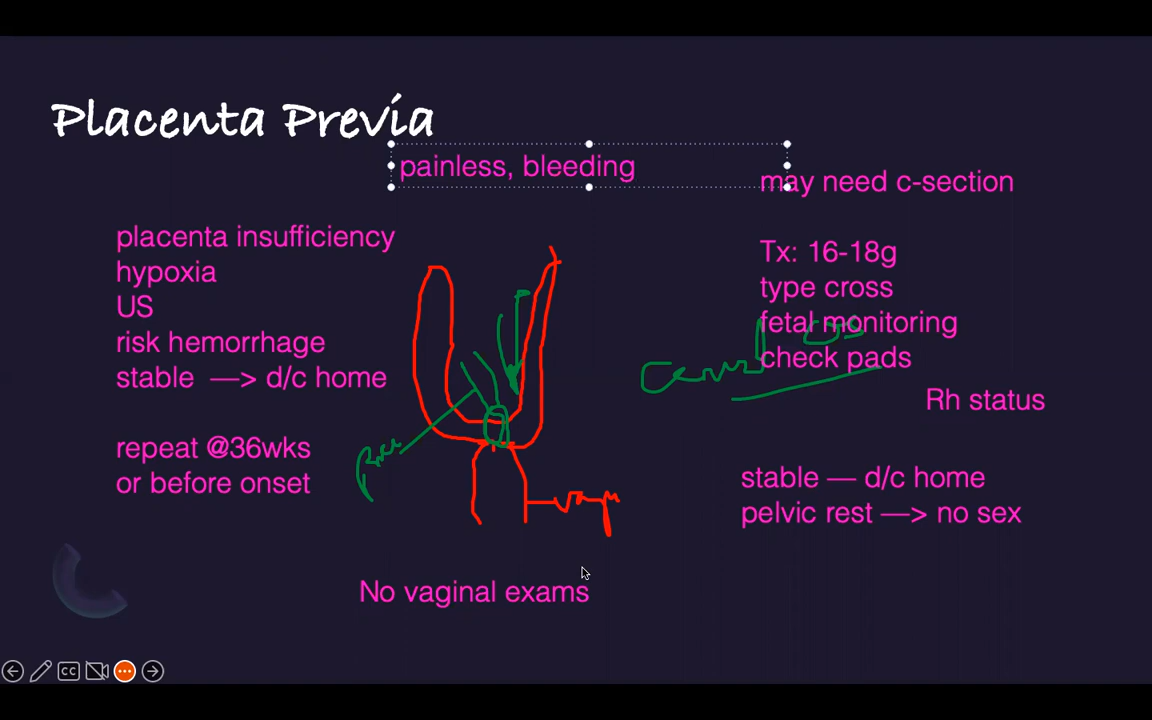 Placenta Previa
painless, bleeding
may need c-section
placenta insufficiency
hypoxia
US
risk hemorrhage
stable —> d/c home
repeat @36wks
or before onset
Tx: 16-18g
type cross
fetal monitoring
check pads
Rh status
stable — d/c home
pelvic rest —> no sex
No vaginal exams
CC